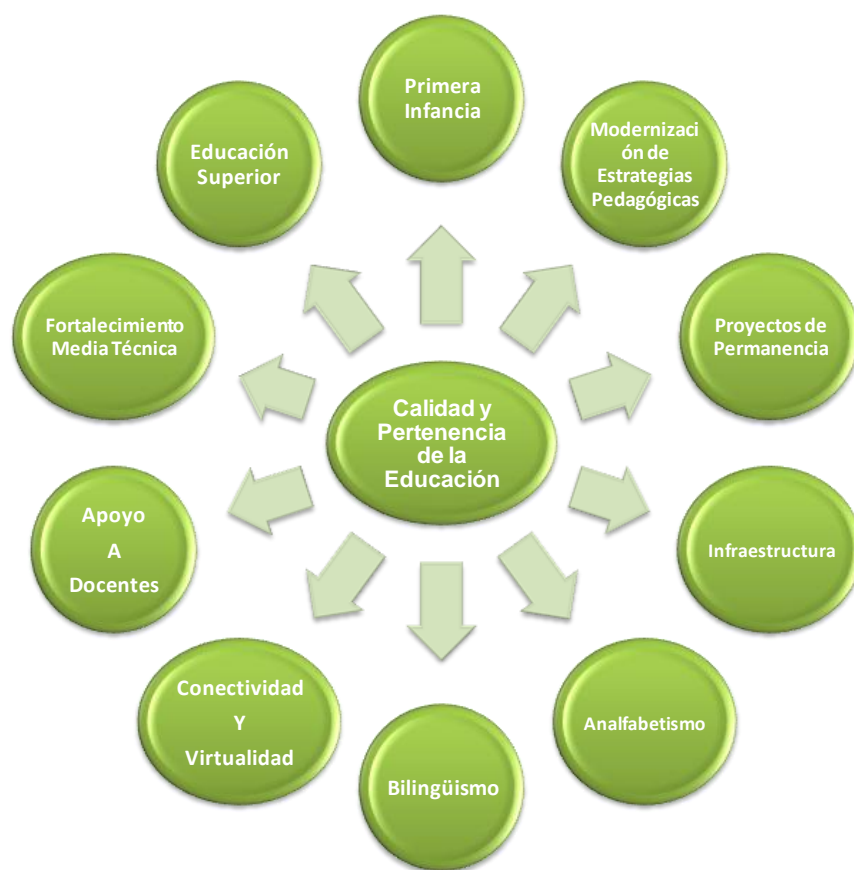 Primera
Infancia
Modernizaci
ón de
Estrategias
Pedagógicas
Proyectos de
Permanencia
Infraestructura
Analfabetismo
Bilingüismo
Conectividad
Y
Virtualidad
Apoyo
A
Docentes
Fortalecimiento
Media Técnica
Educación
Superior
Calidad y
Pertenencia
de la
Educación